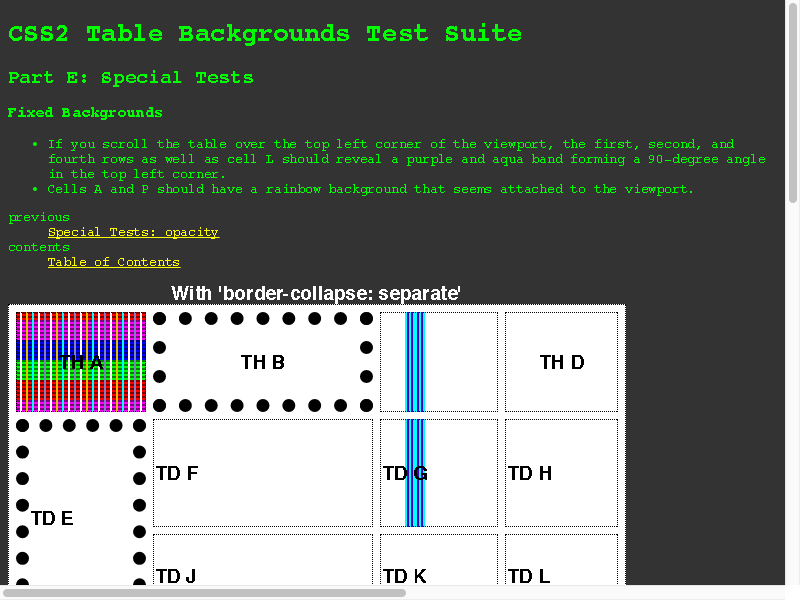 CSS2 Table Backgrounds Test Suite
Part E: Special Tests
Fixed Backgrounds
• If you scroll the table over the top left corner of the viewport, the first, second, and
fourth rows as well as cell L should reveal a purple and aqua band forming a 90-degree angle
in the top left corner.
• Cells A and P should have a rainbow background that seems attached to the viewport.
previous
Special Tests: opacity
contents
Table of Contents
With 'border-collapse: separate'
TH A TH B TH D
TD F TD G TD H
TD E
TD J TD K TD L